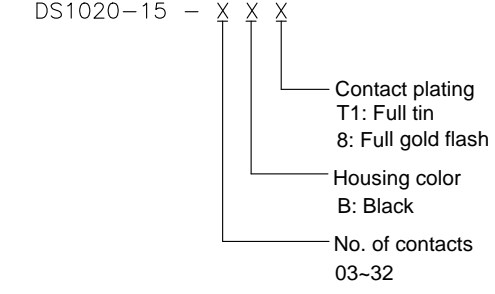 DS1020-15 - X X X
Contact plating
T1: Full tin
8: Full gold flash
Housing color
B: Black
No. of contacts
03~32